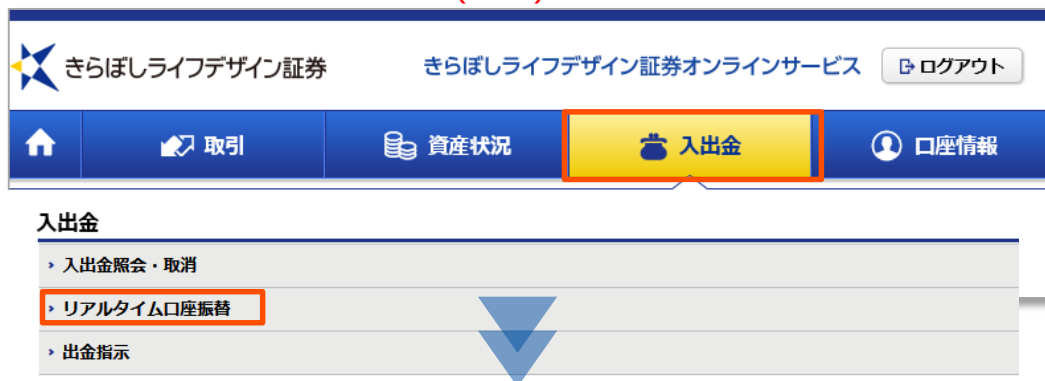 きらぼしライフデザイン証券
きらぼしライフデザイン証券オンラインサービス
ログアウト
取引
資産状況
入出金
口座情報
入出金
入出金照会・取消
リアルタイム口座振替
出金指示